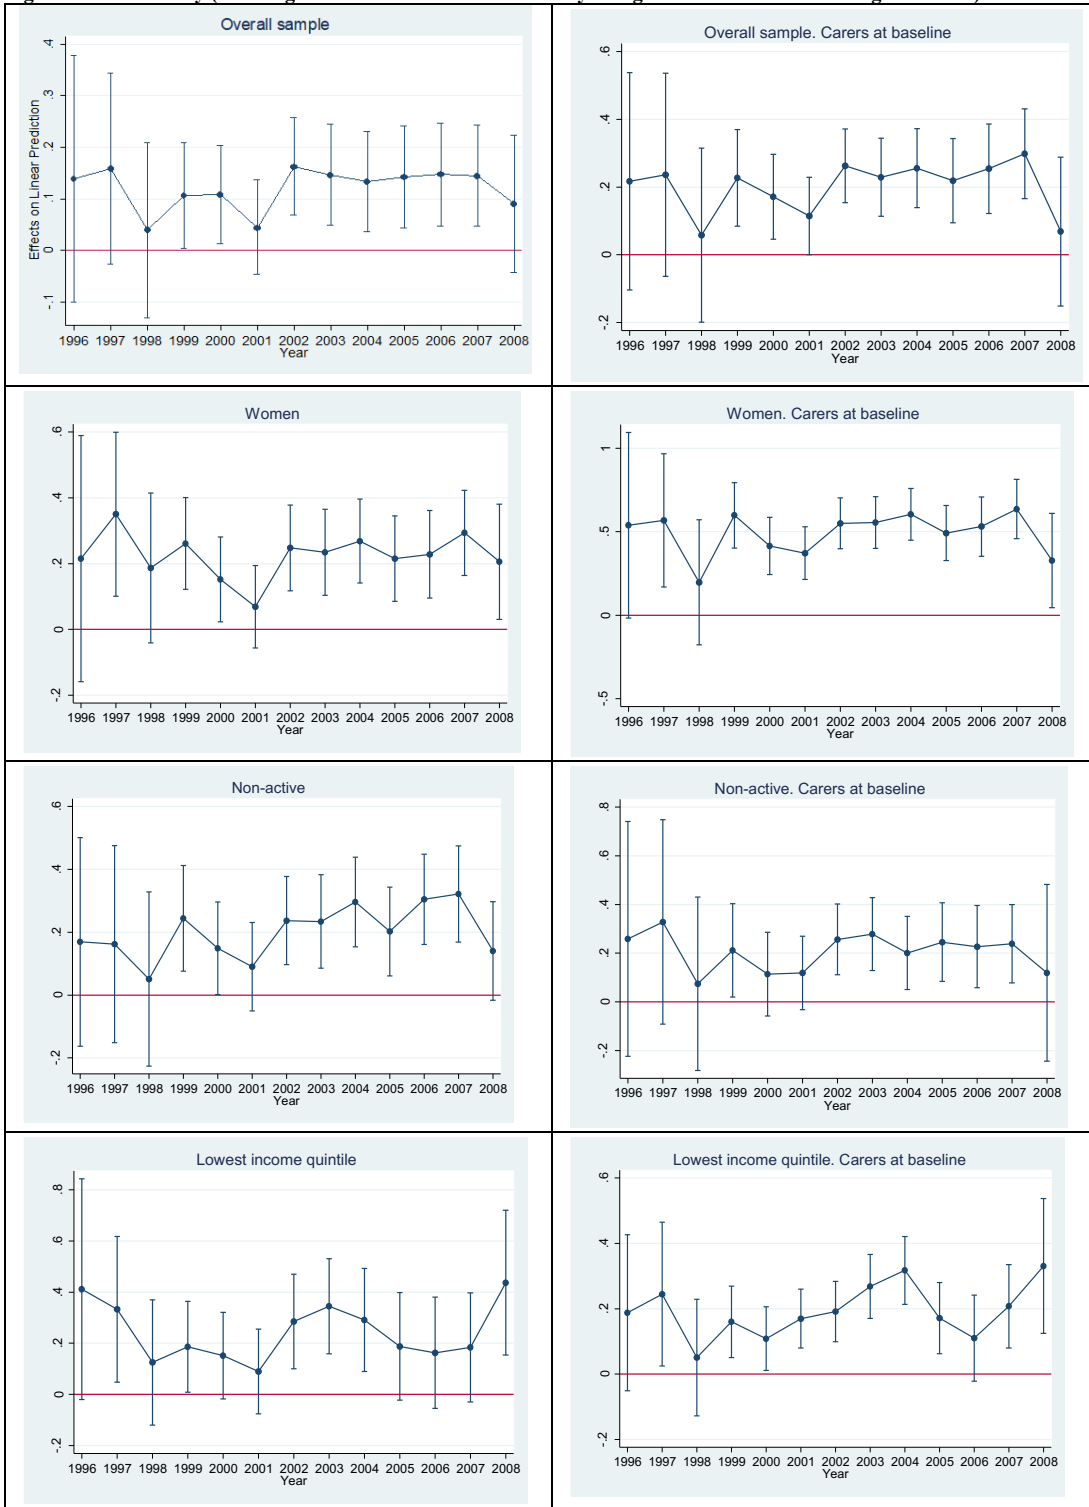 Overall sample
Effects on Linear Prediction
.4
.3
.2
.1
0
-.1
1996 1997 1998 1999 2000 2001 2002 2003 2004 2005 2006 2007 2008
Year
Overall sample. Carers at baseline
.6
.4
.2
0
-.2
1996 1997 1998 1999 2000 2001 2002 2003 2004 2005 2006 2007 2008
Year
Women
.6
.4
.2
0
-.2
1996 1997 1998 1999 2000 2001 2002 2003 2004 2005 2006 2007 2008
Year
Women. Carers at baseline
1
.5
0
-.5
1996 1997 1998 1999 2000 2001 2002 2003 2004 2005 2006 2007 2008
Year
Non-active
.6
.4
.2
0
-.2
1996 1997 1998 1999 2000 2001 2002 2003 2004 2005 2006 2007 2008
Year
Non-active. Carers at baseline
.8
.6
.4
.2
0
-.2
1996 1997 1998 1999 2000 2001 2002 2003 2004 2005 2006 2007 2008
Year
Lowest income quintile
.8
.6
.4
.2
0
-.2
1996 1997 1998 1999 2000 2001 2002 2003 2004 2005 2006 2007 2008
Year
Lowest income quintile. Carers at baseline
.6
.4
.2
0
-.2
1996 1997 1998 1999 2000 2001 2002 2003 2004 2005 2006 2007 2008
Year